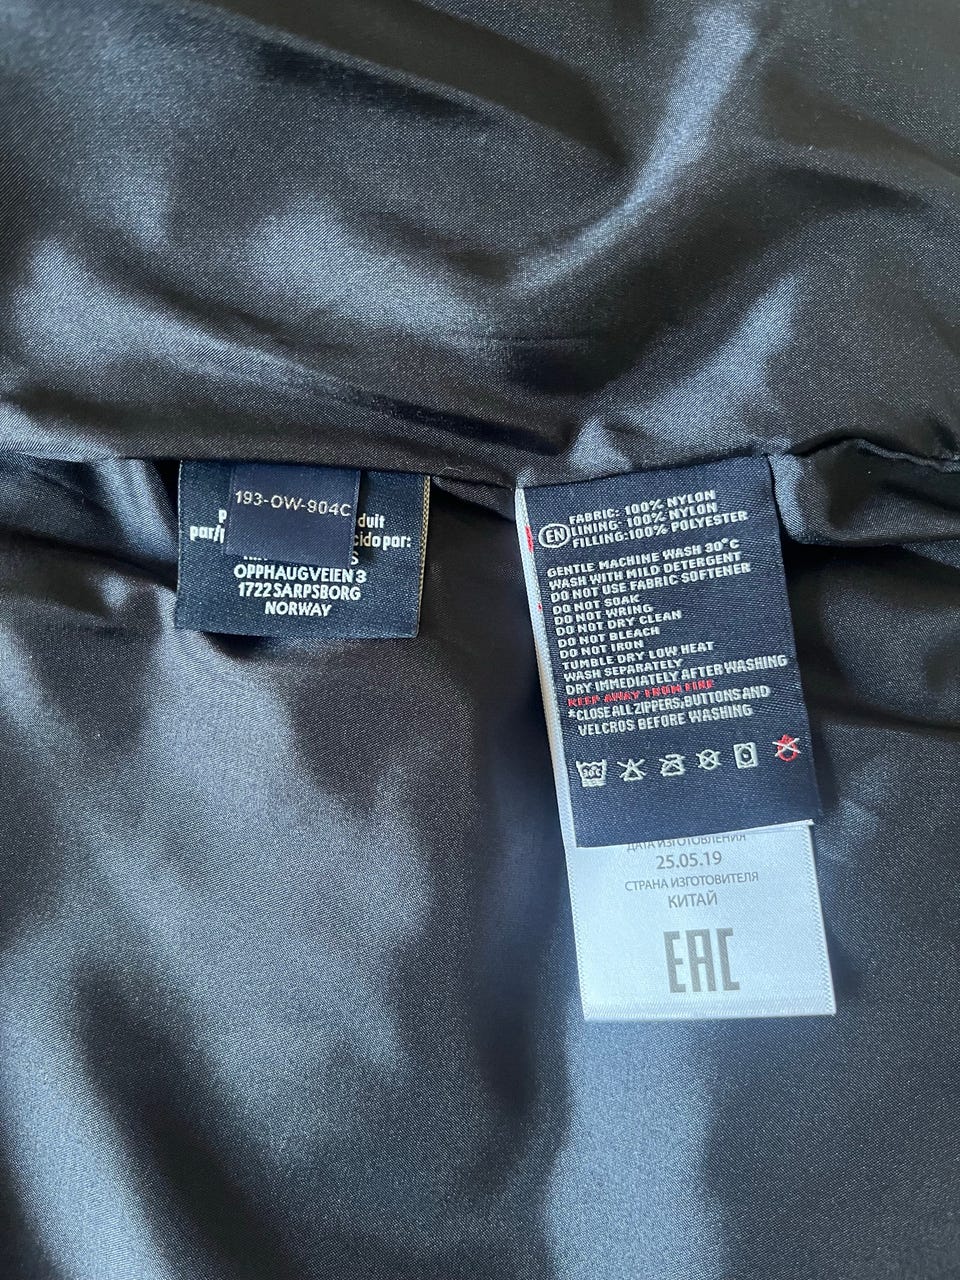 193-OW-904C
duit
par/
cido por:
OPPHAUGVEIEN 3
1722 SARPSBORG
NORWAY
EN
FABRIC: 100% NYLON
LINING: 100% NYLON
FILLING:100% POLYESTER
GENTLE MACHINE WASH 30°C
WASH WITH MILD DETERGENT
DO NOT USE FABRIC SOFTENER
DO NOT SOAK
DO NOT WRING
DO NOT DRY CLEAN
DO NOT BLEACH
DO NOT IRON
TUMBLE DRY LOW HEAT
WASH SEPARATELY
DRY IMMEDIATELY AFTER WASHING
KEEP AWAY FROM FIRE
*CLOSE ALL ZIPPERS, BUTTONS AND
VELCROS BEFORE WASHING
30°C
ДАТА ИЗГОТОВЛЕНИЯ
25.05.19
СТРАНА ИЗГОТОВИТЕЛЯ
КИТАЙ
EAC